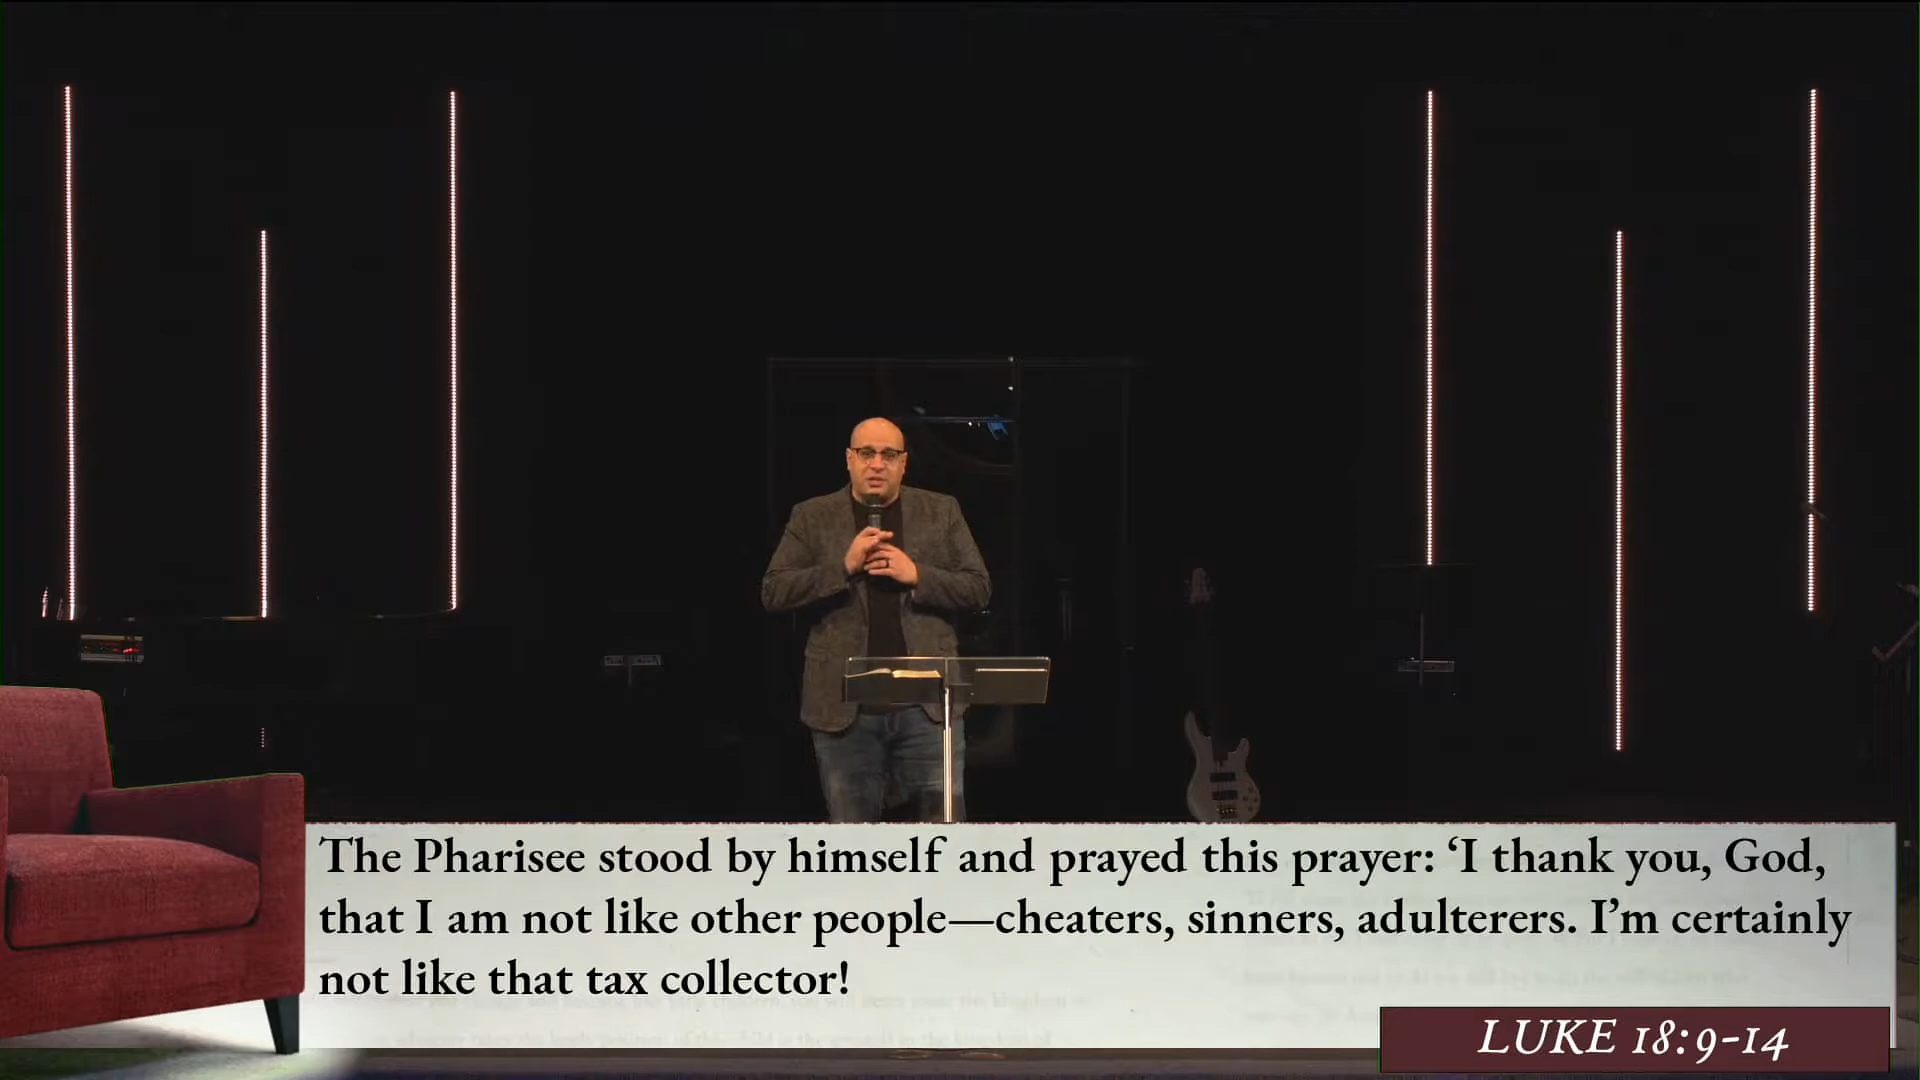 The Pharisee stood by himself and prayed this prayer: ‘I thank you, God,
that I am not like other people—cheaters, sinners, adulterers. I’m certainly
not like that tax collector!
LUKE 18:9-14